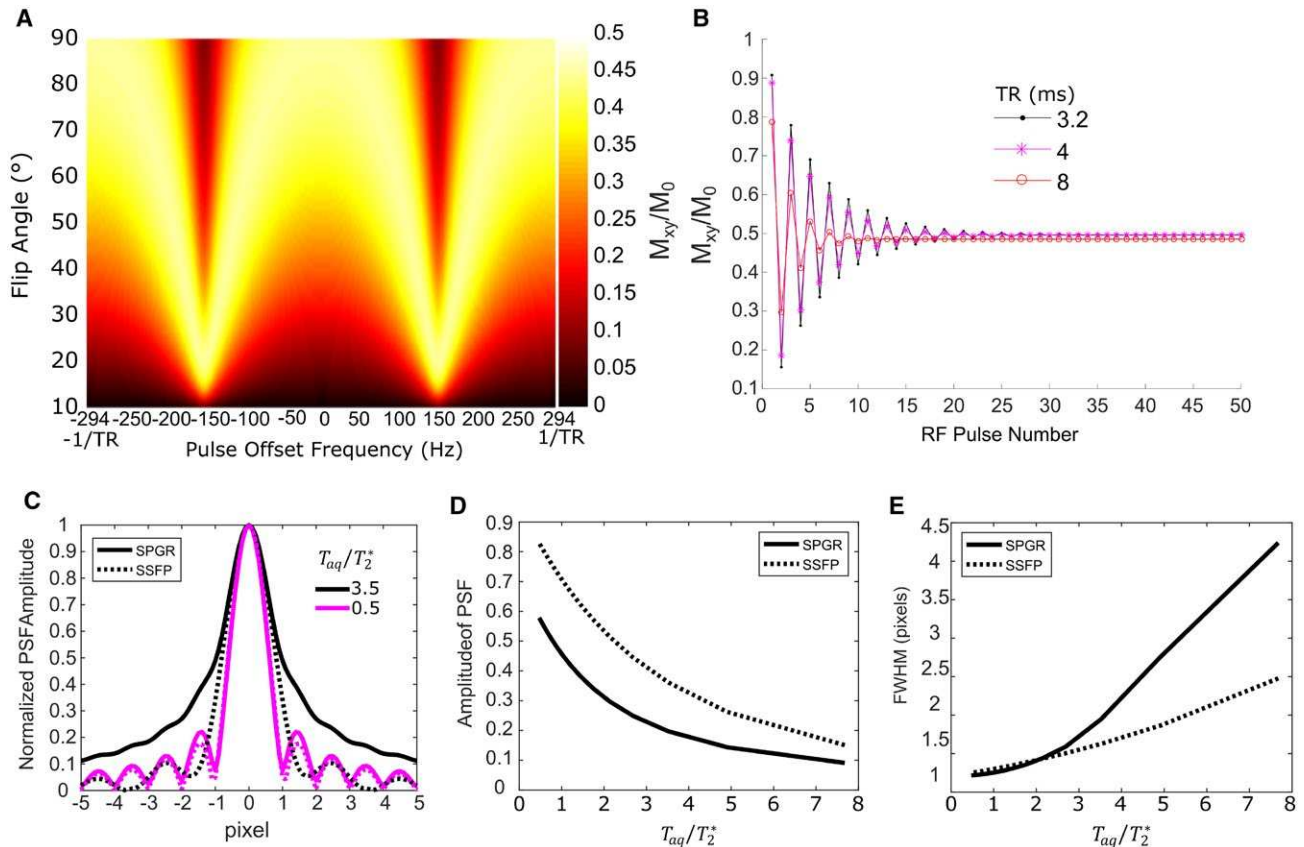 A
90
80
70
60
50
40
30
20
10
Flip Angle (°)
-294 -250 -200 -150 -100 -50 0 50 100 150 200 250 294
-1/TR 1/TR
Pulse Offset Frequency (Hz)
0.5
0.45
0.4
0.35
0.3
0.25
0.2
0.15
0.1
0.05
0
Mxy/M0
B
1
0.9
0.8
0.7
0.6
0.5
0.4
0.3
0.2
0.1
Mxy/M0
TR (ms)
3.2
4
8
0 5 10 15 20 25 30 35 40 45 50
RF Pulse Number
C
1
0.9
0.8
0.7
0.6
0.5
0.4
0.3
0.2
0.1
0
Normalized PSFAmplitude
SPGR
SSFP
Taq/T2*
3.5
0.5
-5 -4 -3 -2 -1 0 1 2 3 4 5
pixel
D
0.9
0.8
0.7
0.6
0.5
0.4
0.3
0.2
0.1
0
Amplitudeof PSF
SPGR
SSFP
0 1 2 3 4 5 6 7 8
Taq/T2*
E
4.5
4
3.5
3
2.5
2
1.5
1
FWHM (pixels)
SPGR
SSFP
0 1 2 3 4 5 6 7 8
Taq/T2*